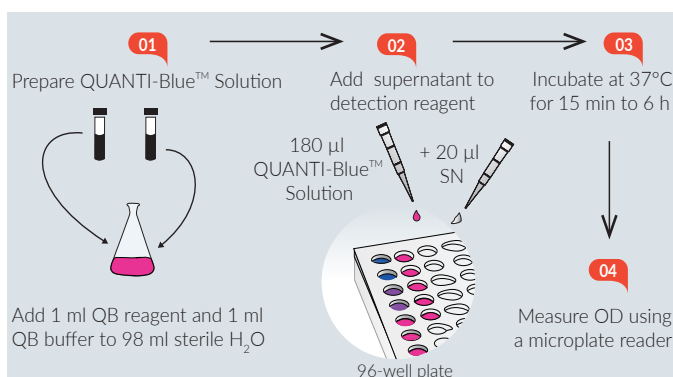 01
Prepare QUANTI-Blue™ Solution
Add 1 ml QB reagent and 1 ml
QB buffer to 98 ml sterile H₂O
02
Add supernatant to
detection reagent
180 µl
QUANTI-Blue™
Solution
+ 20 µl
SN
96-well plate
03
Incubate at 37°C
for 15 min to 6 h
04
Measure OD using
a microplate reader